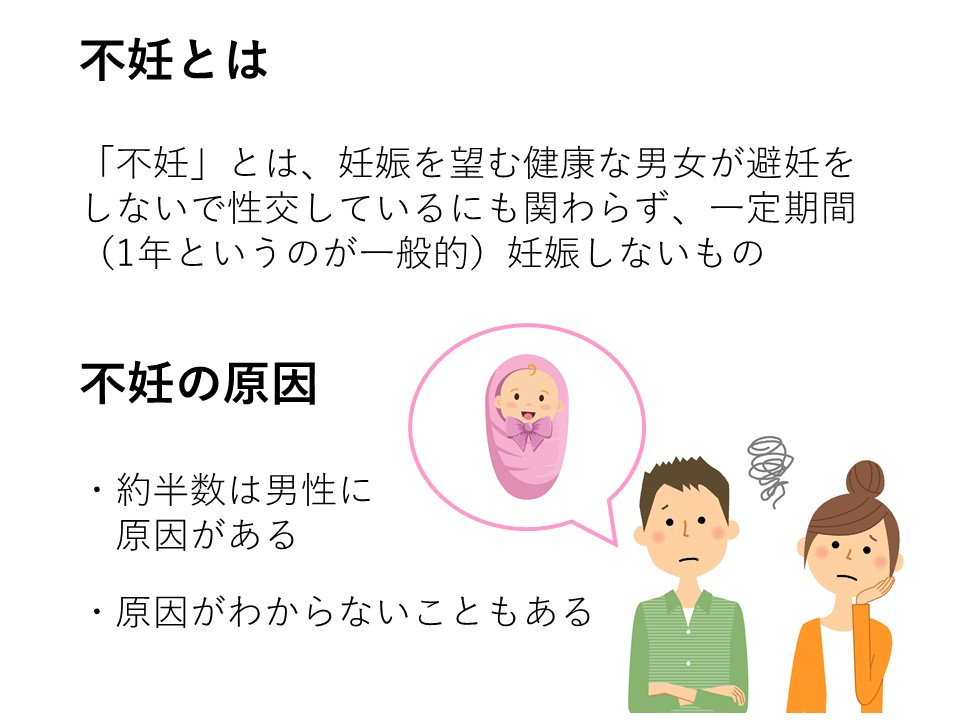 不妊とは
「不妊」とは、妊娠を望む健康な男女が避妊を
しないで性交しているにも関わらず、一定期間
（1年というのが一般的）妊娠しないもの
不妊の原因
・約半数は男性に
原因がある
・原因がわからないこともある